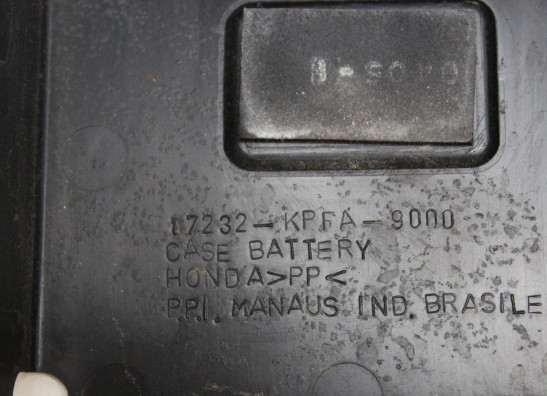 17232-KPFA-9000
CASE BATTERY
HONDA>PP<
P.P.I. MANAUS IND. BRASILE